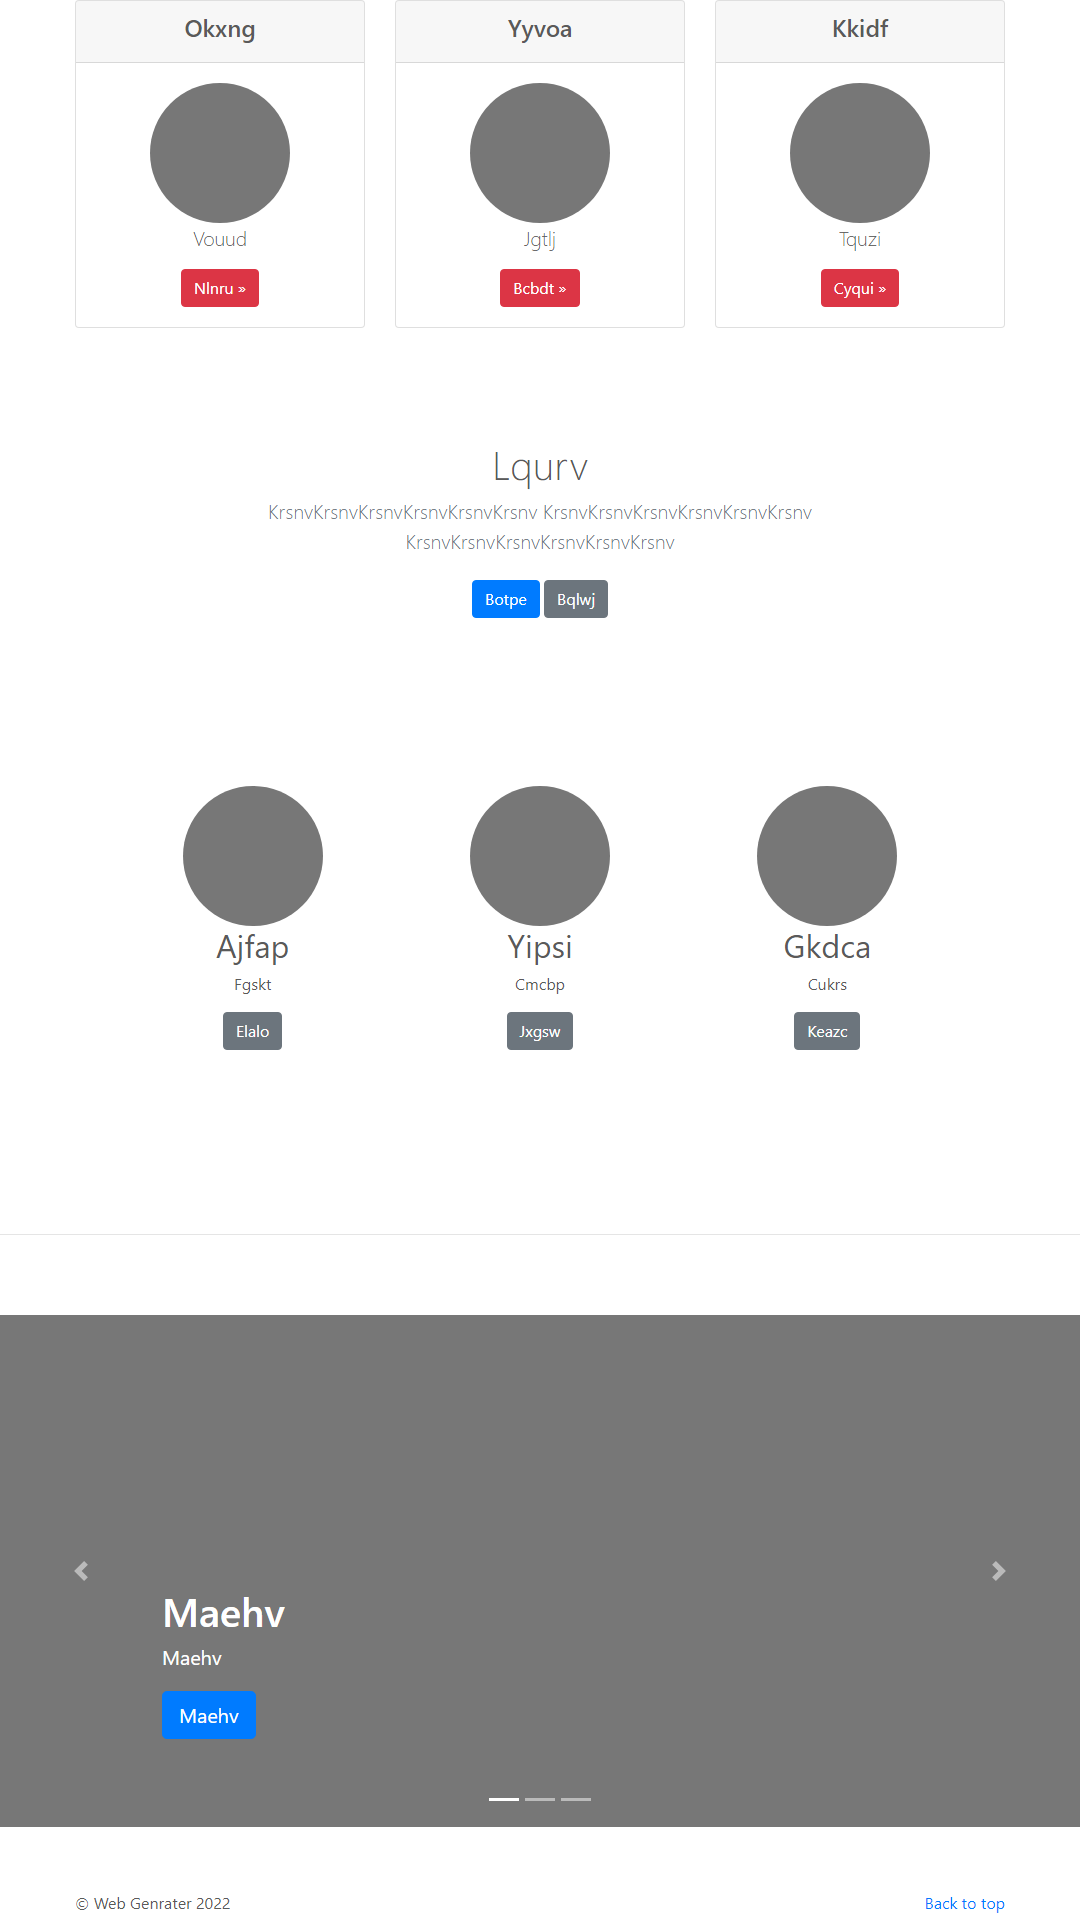 Okxng Yyvoa Kkidf
Vouud Jgtlj Tquzi
Nlnru » Bcbdt » Cyqui »
Lqurv
KrsnvKrsnvKrsnvKrsnvKrsnvKrsnv KrsnvKrsnvKrsnvKrsnvKrsnvKrsnv
KrsnvKrsnvKrsnvKrsnvKrsnvKrsnv
Botpe Bqlwj
Ajfap Yipsi Gkdca
Fgskt Cmcbp Cukrs
Elalo Jxgsw Keazc
Maehv
Maehv
Maehv
© Web Genrater 2022 Back to top